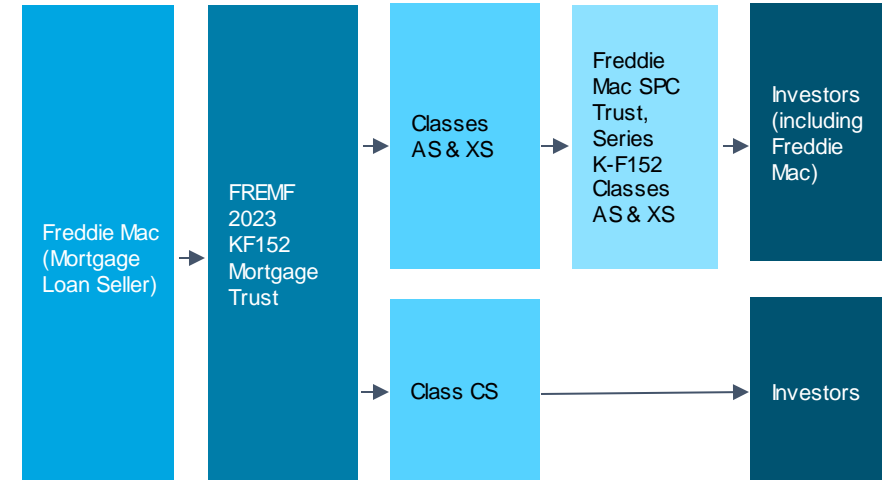 Freddie Mac
(Mortgage
Loan Seller)
FREMF
2023
KF152
Mortgage
Trust
Classes
AS & XS
Freddie
Mac SPC
Trust,
Series
K-F152
Classes
AS & XS
Investors
(including
Freddie
Mac)
Class CS
Investors